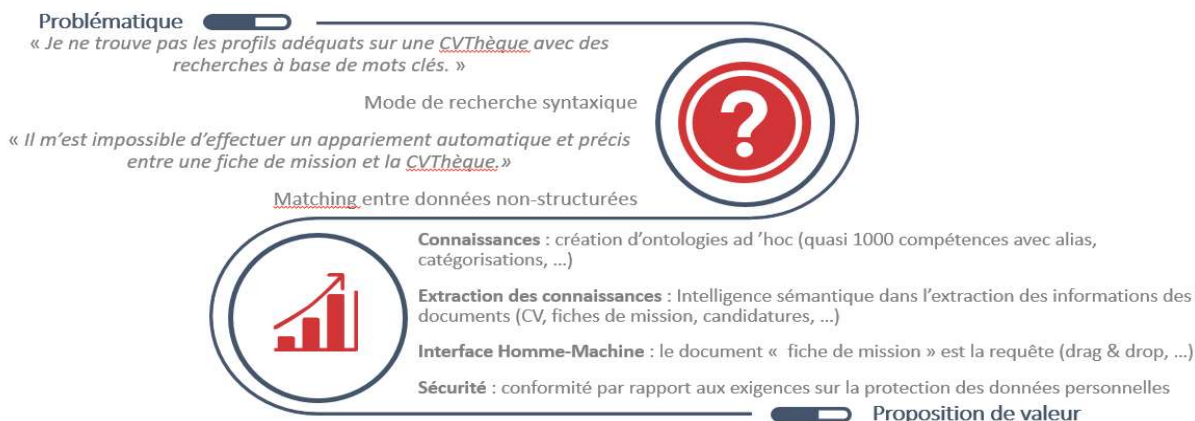 Problématique
« Je ne trouve pas les profils adéquats sur une CVThèque avec des
recherches à base de mots clés. »
Mode de recherche syntaxique
« Il m’est impossible d’effectuer un appariement automatique et précis
entre une fiche de mission et la CVThèque.»
Matching entre données non-structurées
?
Connaissances : création d’ontologies ad ’hoc (quasi 1000 compétences avec alias,
catégorisations, ...)
Extraction des connaissances : Intelligence sémantique dans l’extraction des informations des
documents (CV, fiches de mission, candidatures, ...)
Interface Homme-Machine : le document « fiche de mission » est la requête (drag & drop, ...)
Sécurité : conformité par rapport aux exigences sur la protection des données personnelles
Proposition de valeur